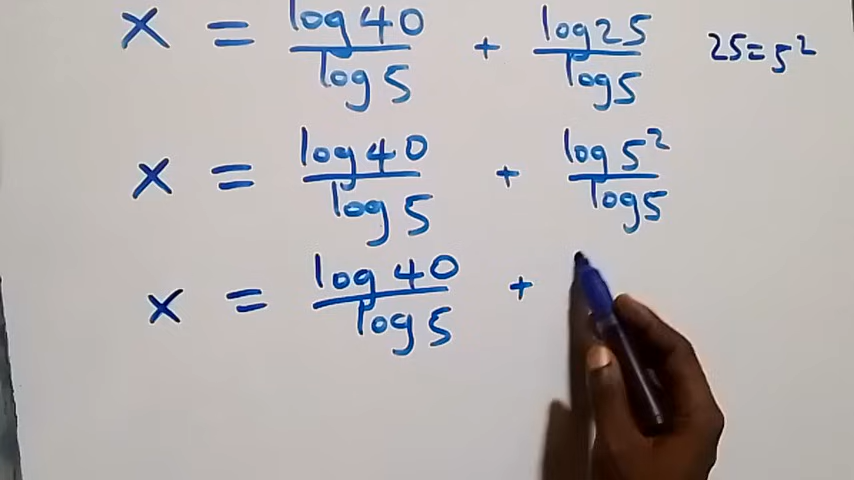 x = log40/log5 + log25/log5 25=5²
x = log40/log5 + log5²/log5
x = log40/log5 +